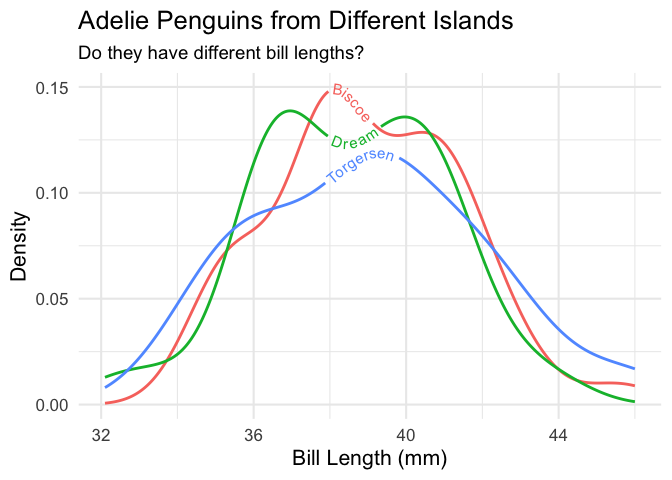 Adelie Penguins from Different Islands
Do they have different bill lengths?
0.15
0.10
0.05
0.00
Density
Biscoe
Dream
Torgersen
32
36
40
44
Bill Length (mm)